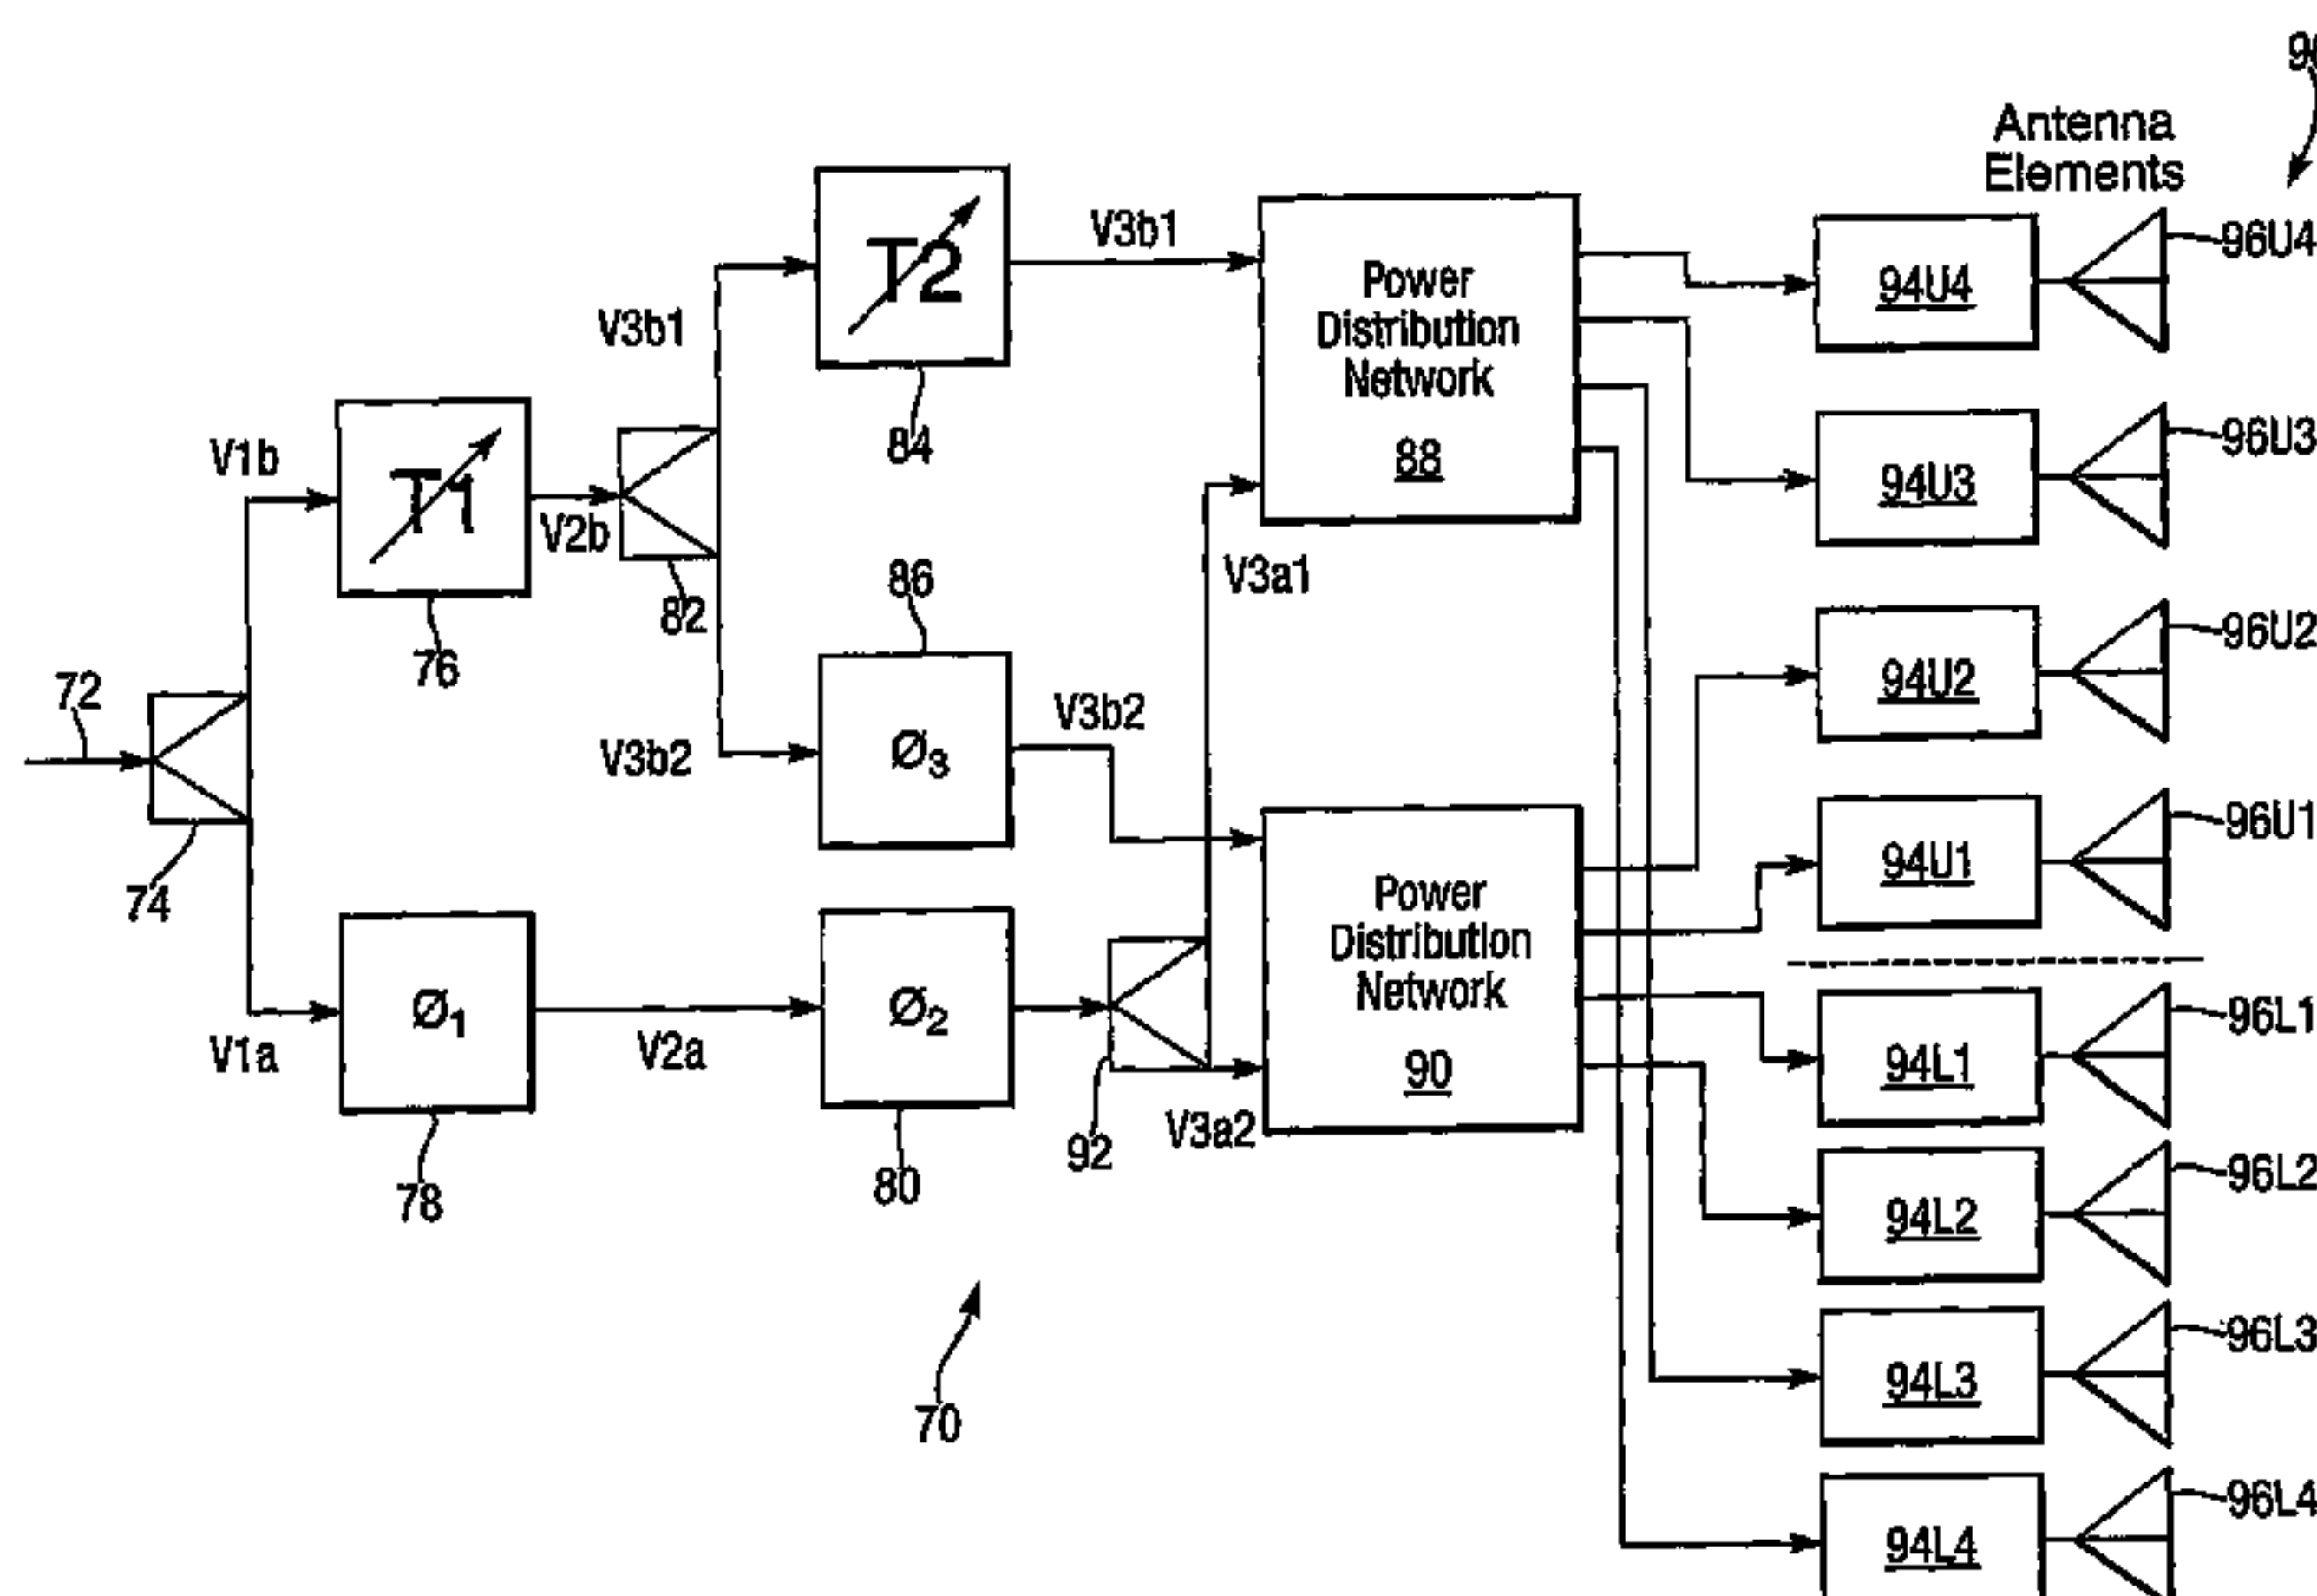 96
Antenna
Elements
T2
V3b1
Power
Distribution
Network
88
94U4
96U4
V3b1
84
94U3
96U3
V1b
T1
V2b
82
76
86
V3a1
94U2
96U2
72
V3b2
Ø3
V3b2
94U1
96U1
74
Power
Distribution
Network
90
V1a
Ø1
V2a
Ø2
94L1
96L1
78
80
92
V3a2
94L2
96L2
70
94L3
96L3
94L4
96L4